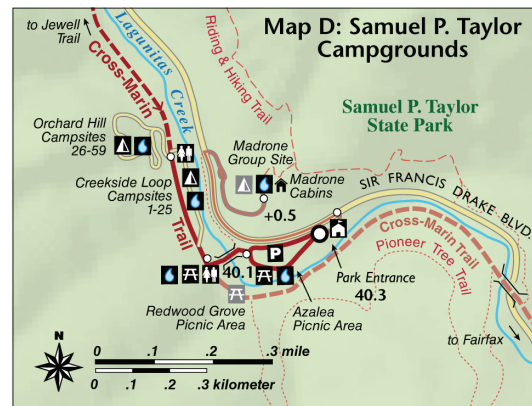 Map D: Samuel P. Taylor
Campgrounds
to Jewell
Trail
Lagunitas
Creek
Cross-Marin
Trail
Riding & Hiking Trail
Samuel P. Taylor
State Park
Orchard Hill
Campsites
26-59
Madrone
Group Site
Madrone
Cabins
Creekside Loop
Campsites
1-25
+0.5
SIR FRANCIS DRAKE BLVD.
P
Cross-Marin Trail
Pioneer Tree Trail
40.1
Park Entrance
40.3
Redwood Grove
Picnic Area
Azalea
Picnic Area
to Fairfax
N
0 .1 .2 .3 mile
0 .1 .2 .3 kilometer